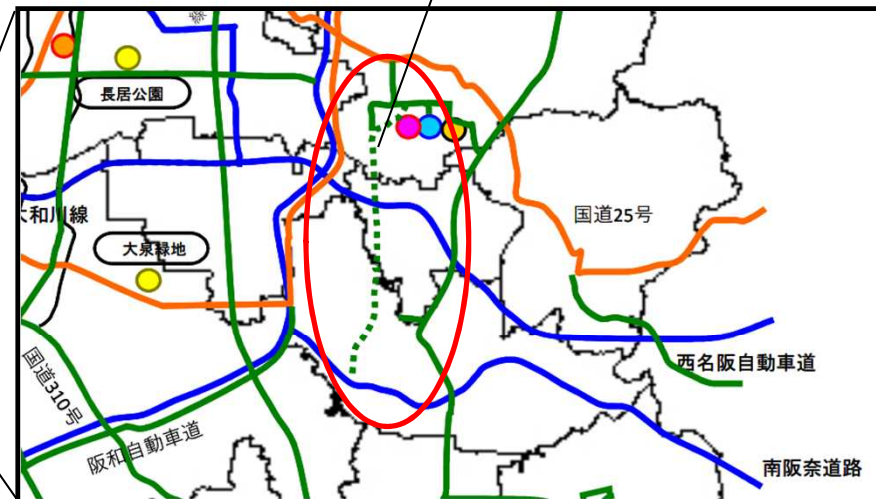 長居公園
国道25号
大和川線
大泉緑地
国道310号
西名阪自動車道
阪和自動車道
南阪奈道路